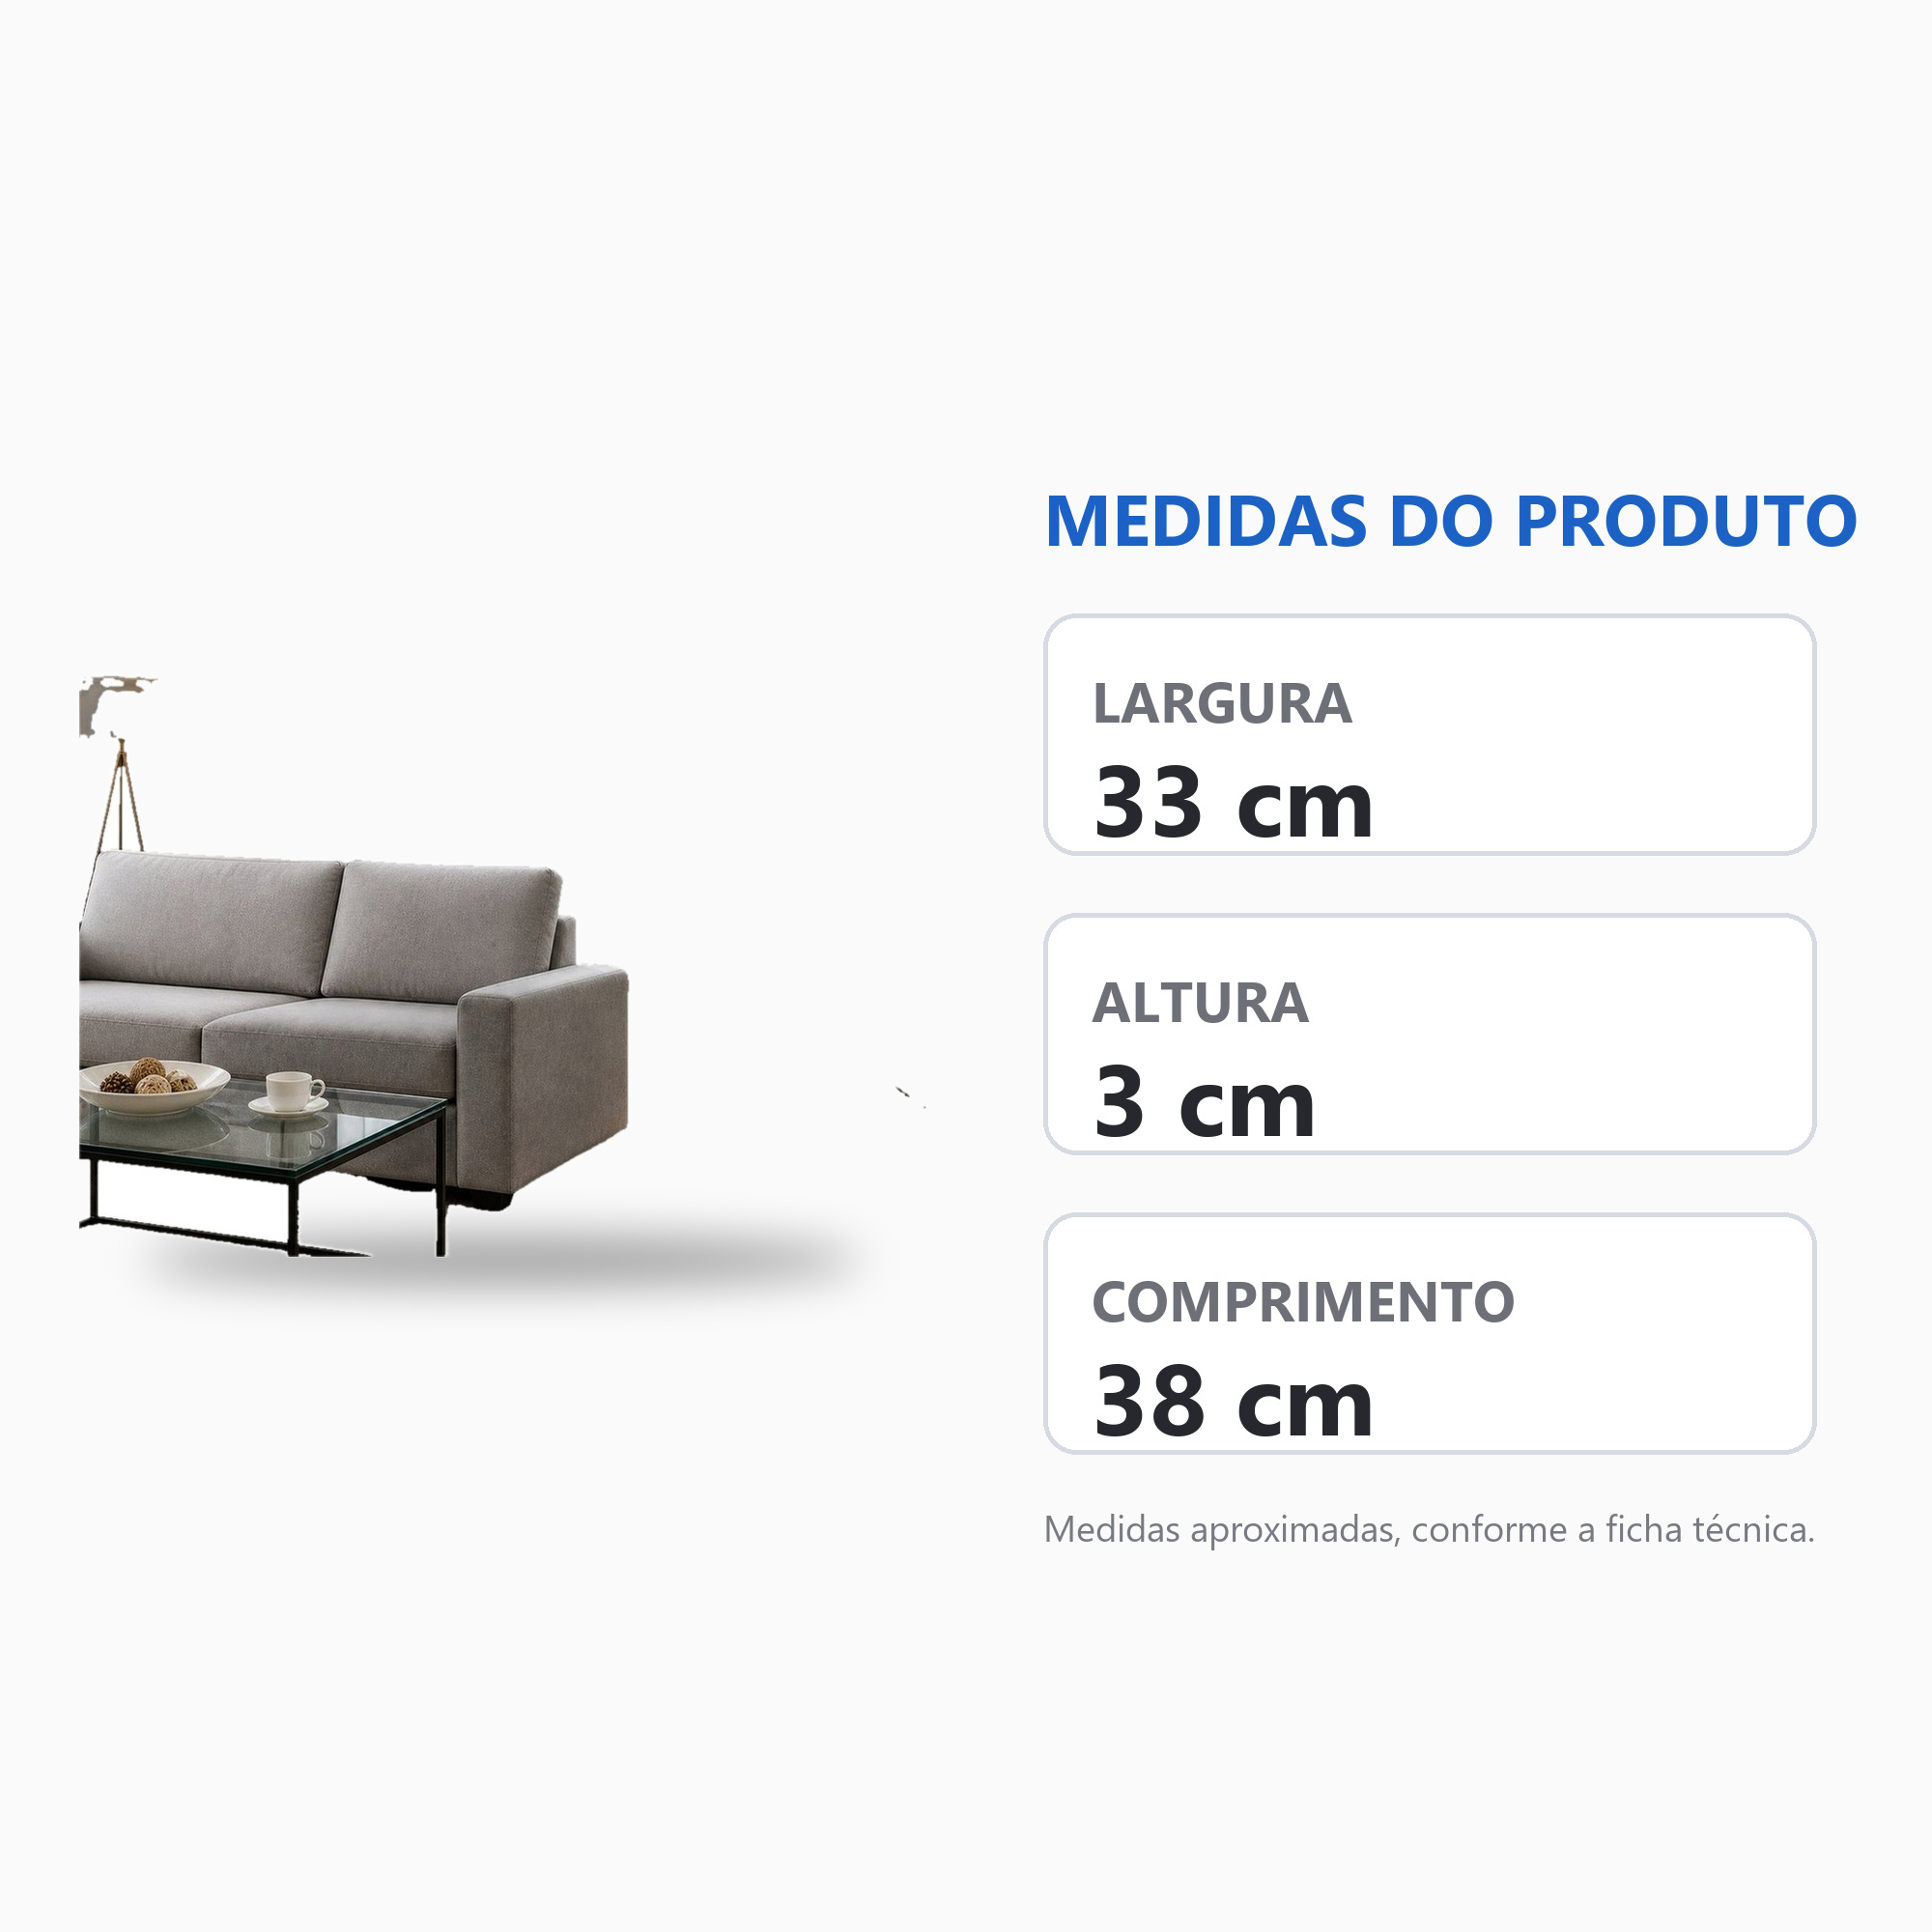 MEDIDAS DO PRODUTO
LARGURA
33 cm
ALTURA
3 cm
COMPRIMENTO
38 cm
Medidas aproximadas, conforme a ficha técnica.